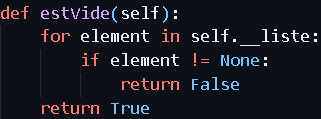 def estVide(self):
    for element in self.__liste:
        if element != None:
            return False
    return True